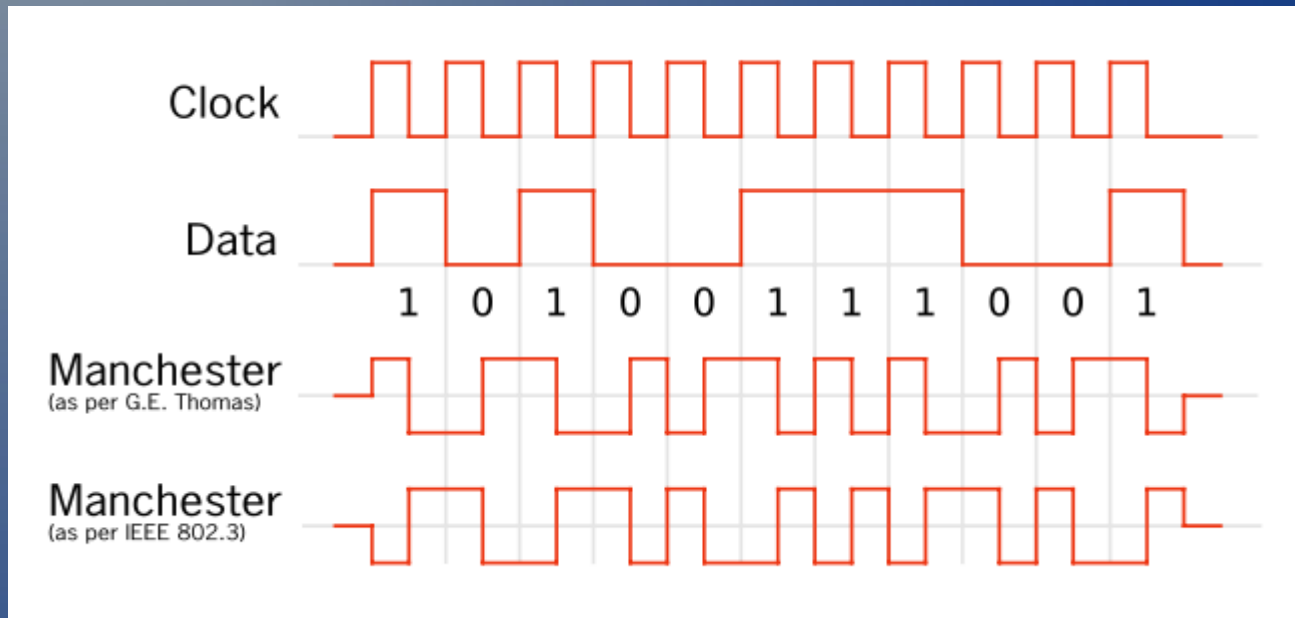 Clock
Data
1 0 1 0 0 1 1 1 0 0 1
Manchester
(as per G.E. Thomas)
Manchester
(as per IEEE 802.3)